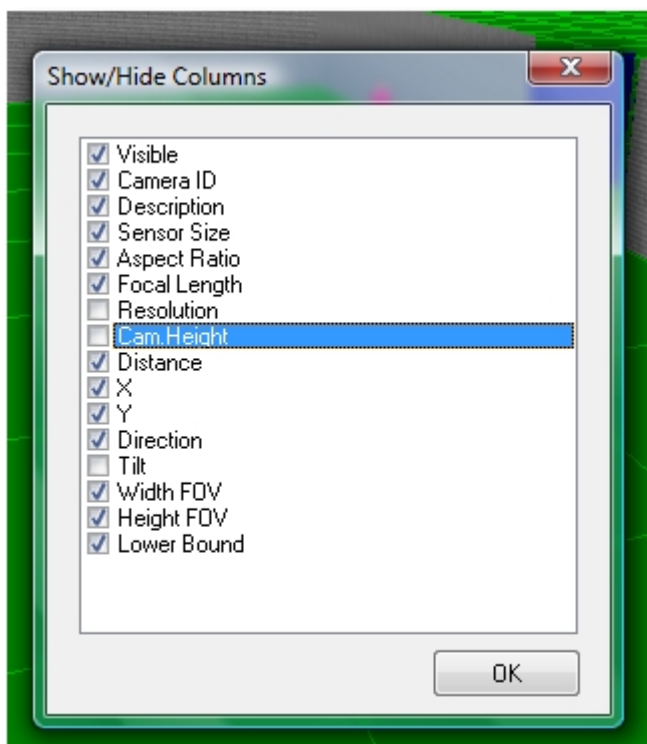 Show/Hide Columns
Visible
Camera ID
Description
Sensor Size
Aspect Ratio
Focal Length
Resolution
Cam.Height
Distance
X
Y
Direction
Tilt
Width FOV
Height FOV
Lower Bound
OK